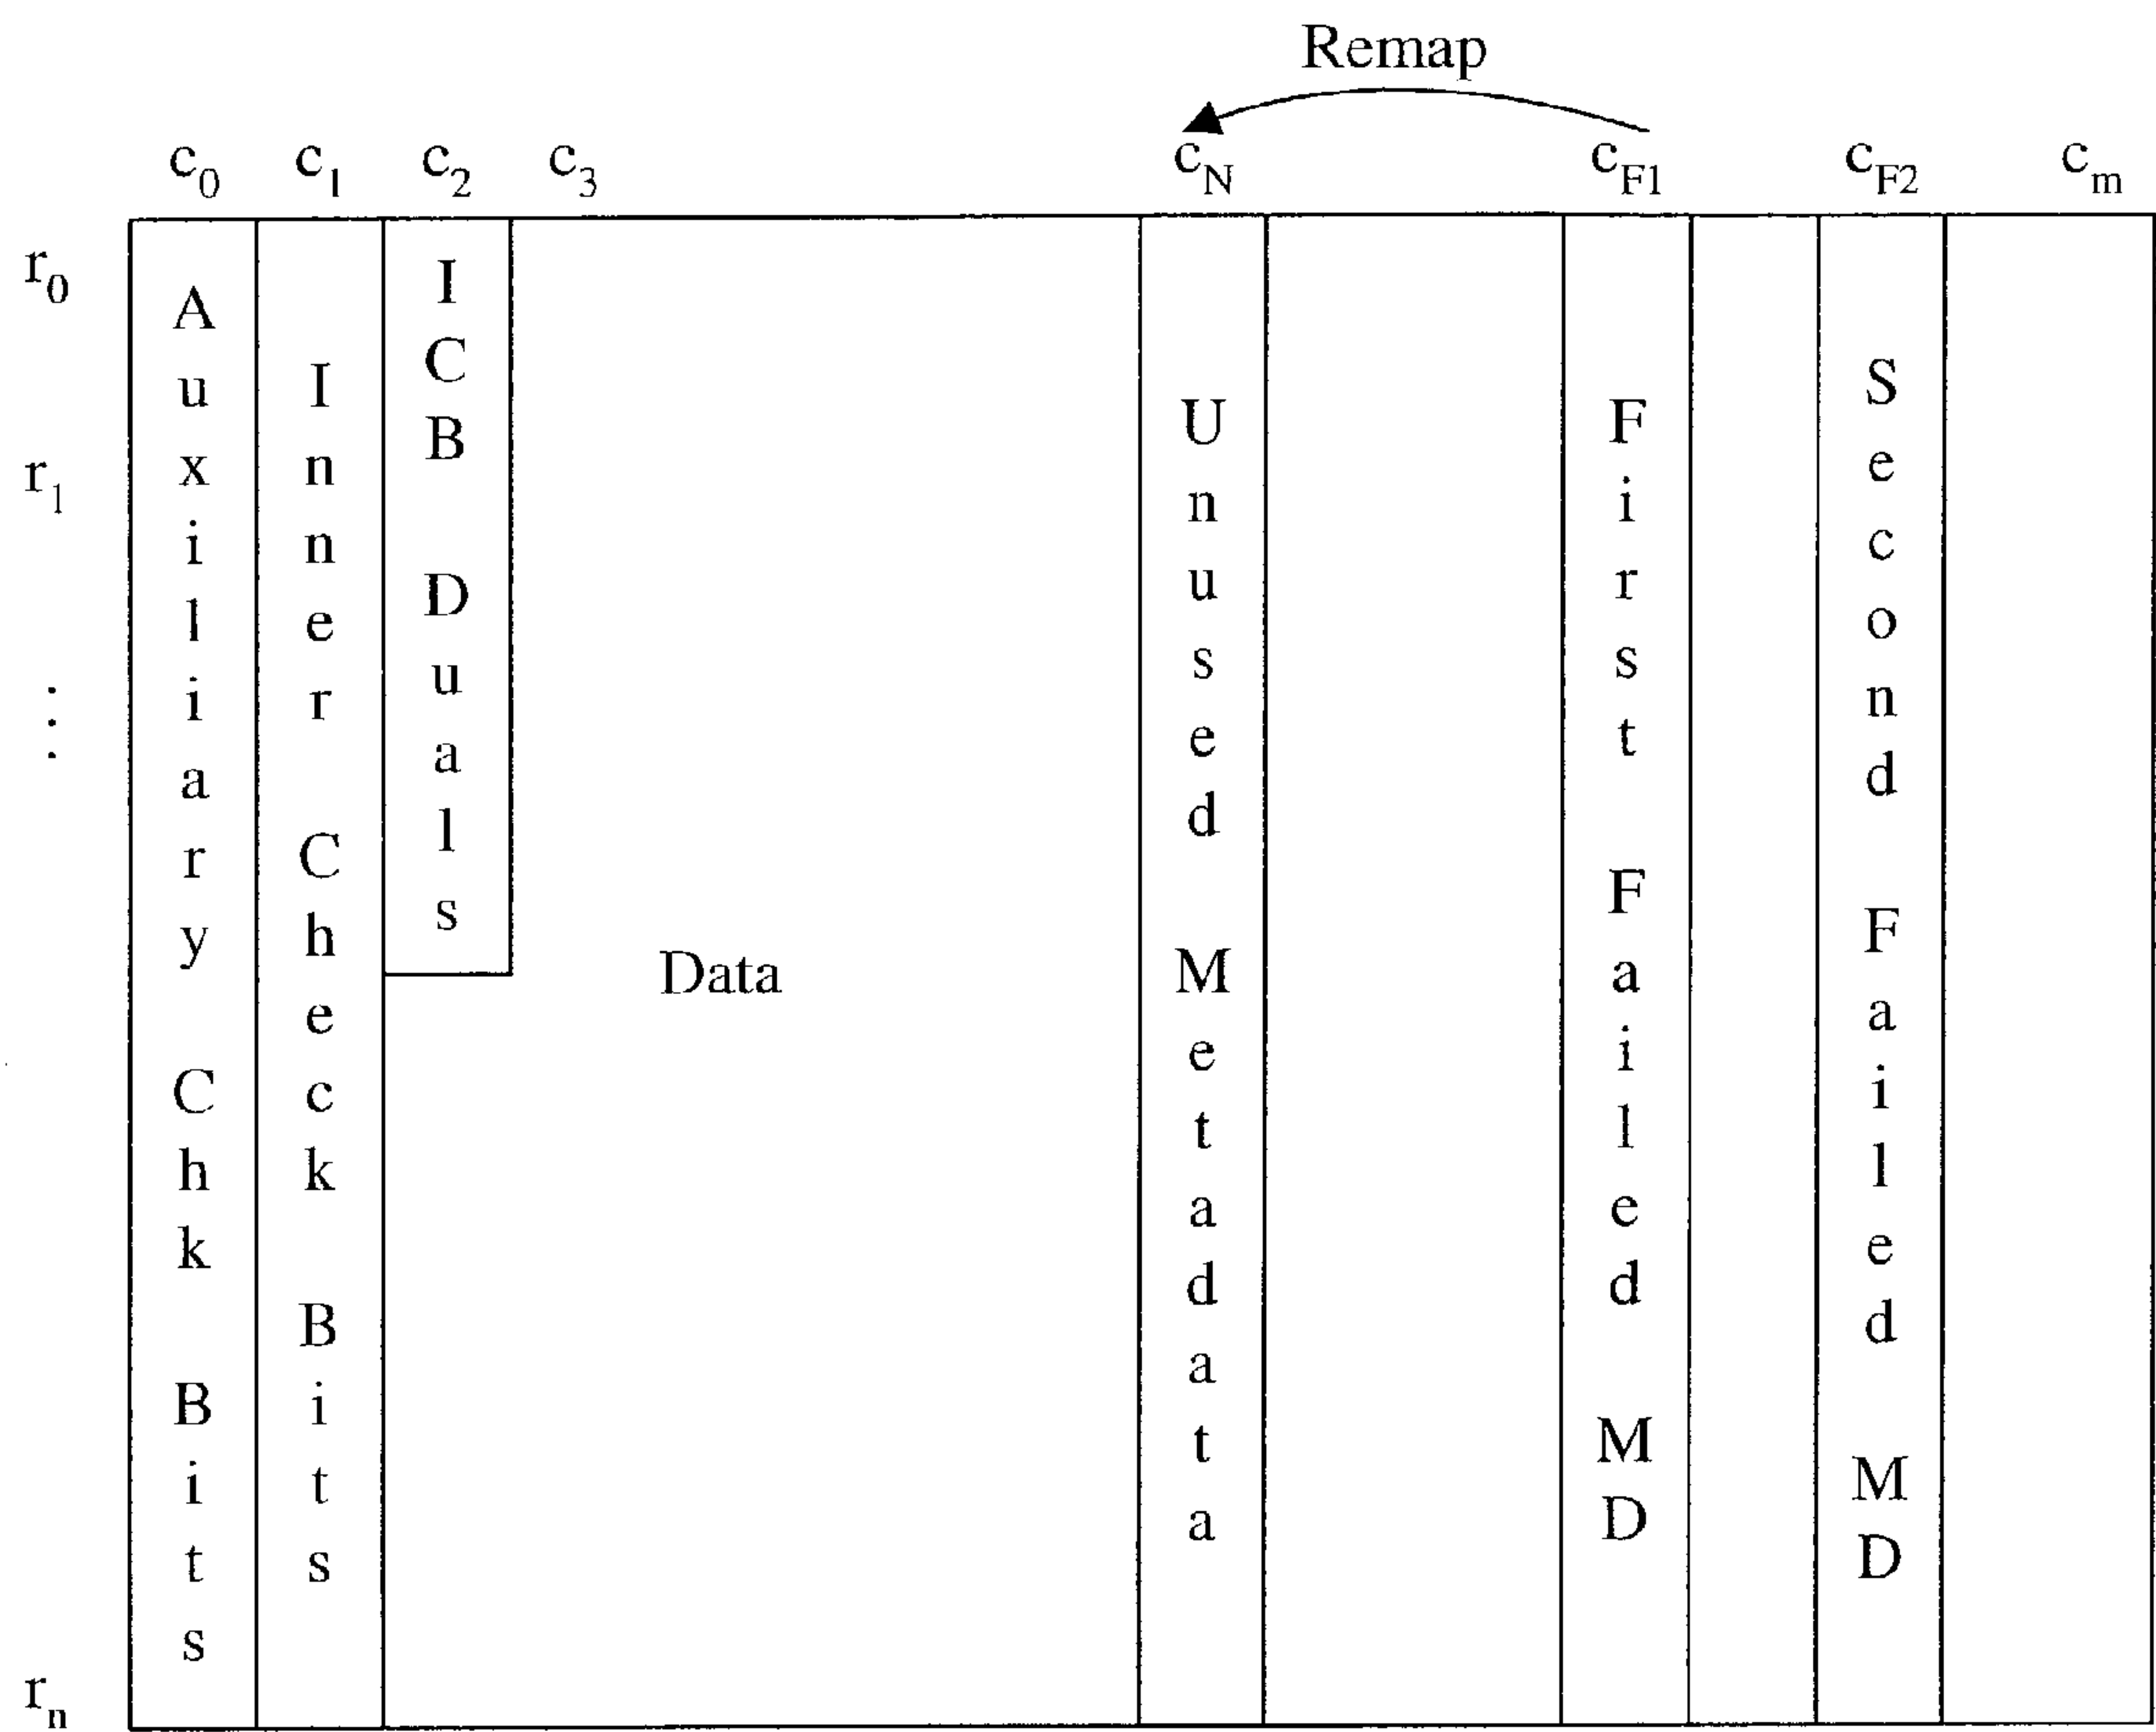 Remap
c0 c1 c2 c3 cN cF1 cF2 cm
r0
r1
⋮
rn
Auxiliary Chk Bits
Inner Check Bits
ICB Duals
Data
Unused Metadata
First Failed MD
Second Failed MD